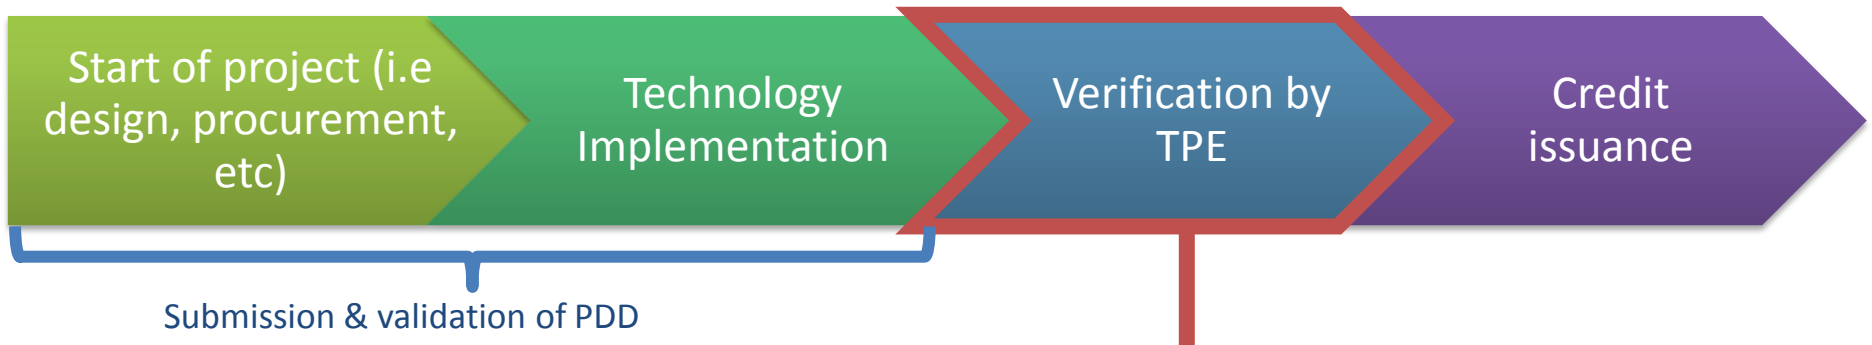 Start of project (i.e
design, procurement,
etc)
Technology
Implementation
Verification by
TPE
Credit
issuance
Submission & validation of PDD